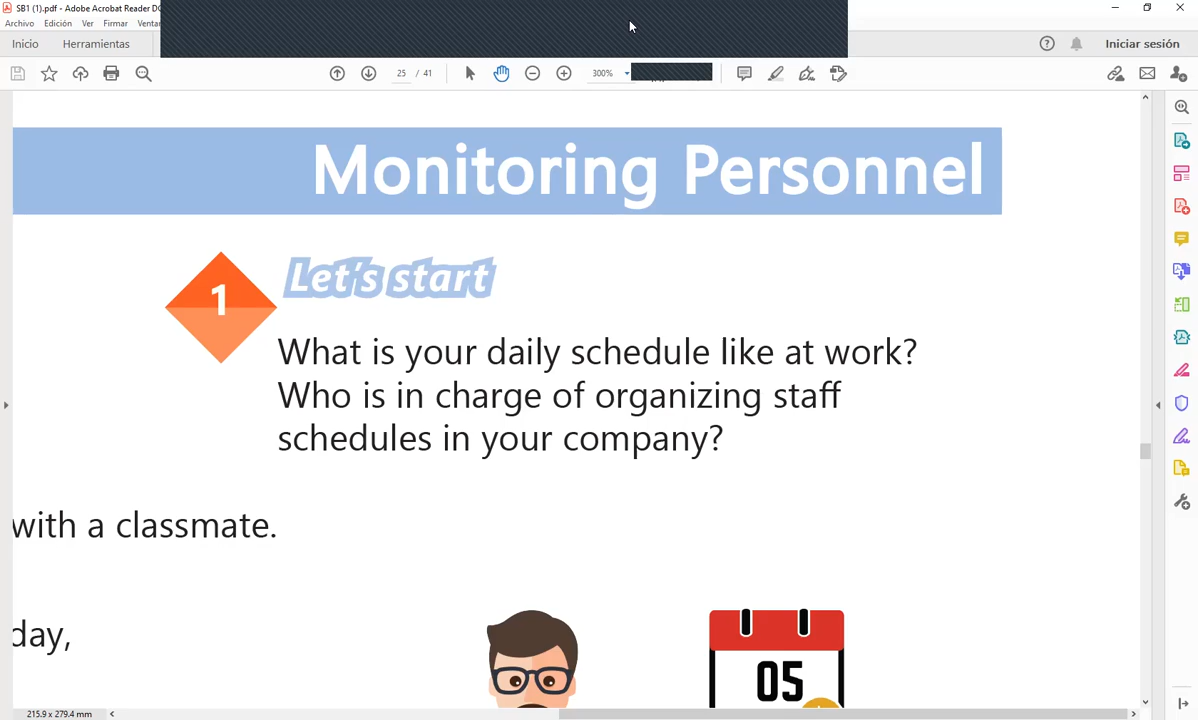 SB1 (1).pdf - Adobe Acrobat Reader DC
Archivo Edición Ver Firmar Ventana
Inicio Herramientas
Iniciar sesión
25 / 41
300%
Monitoring Personnel
1
Let's start
What is your daily schedule like at work?
Who is in charge of organizing staff
schedules in your company?
with a classmate.
day,
05
215.9 x 279.4 mm